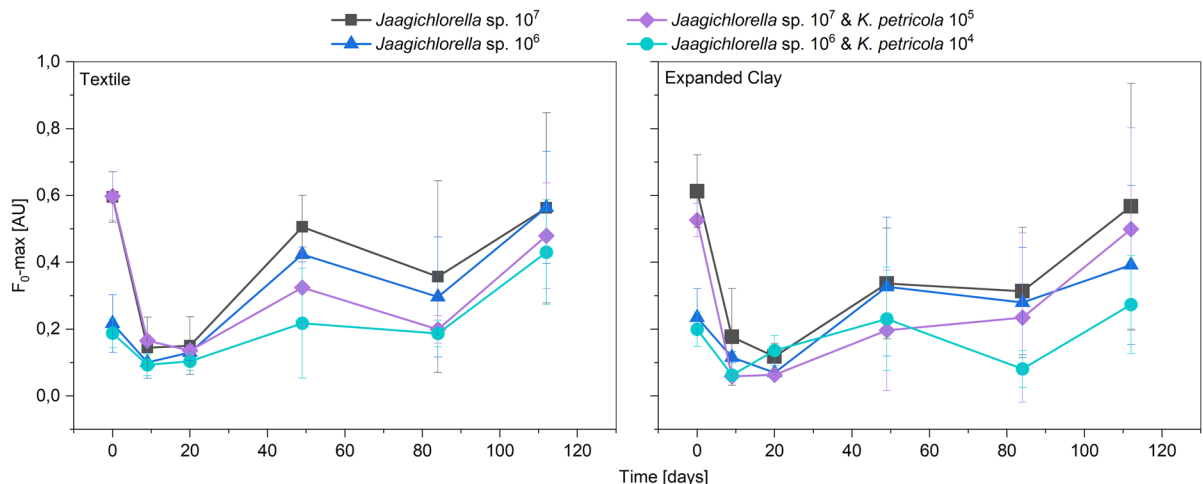 Jaagichlorella sp. 10⁷
Jaagichlorella sp. 10⁶
Jaagichlorella sp. 10⁷ & K. petricola 10⁵
Jaagichlorella sp. 10⁶ & K. petricola 10⁴
F₀-max [AU]
1,0
0,8
0,6
0,4
0,2
0,0
Textile
0 20 40 60 80 100 120
Expanded Clay
0 20 40 60 80 100 120
Time [days]